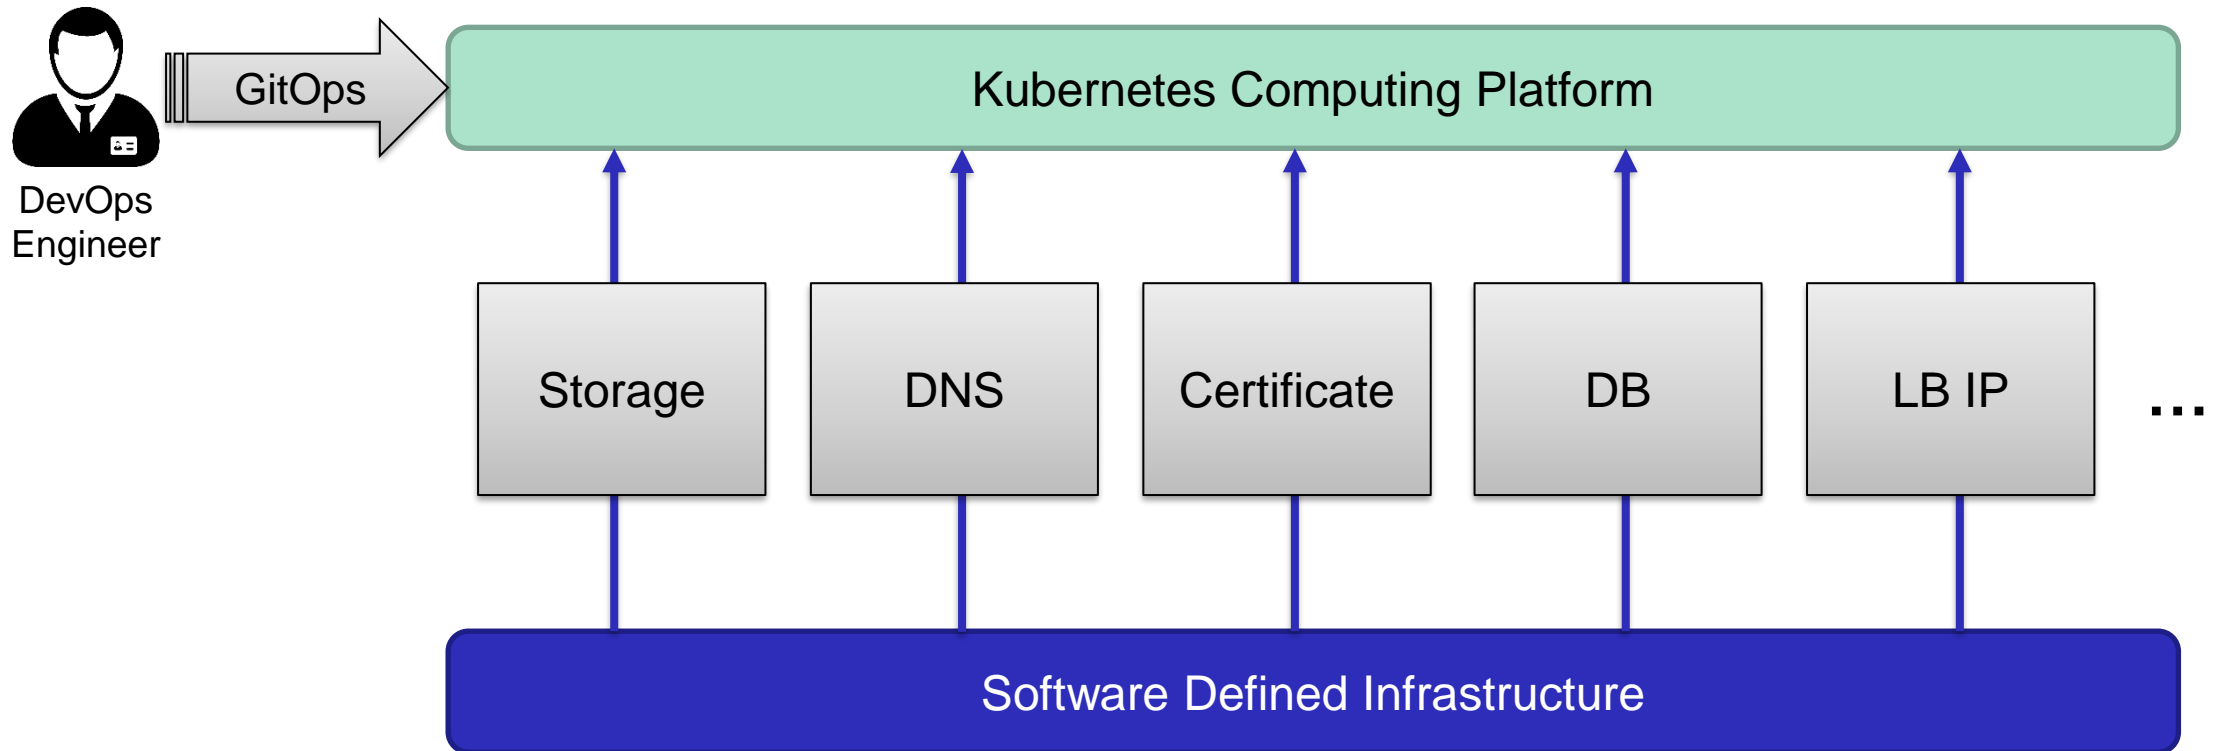 GitOps
Kubernetes Computing Platform
DevOps
Engineer
Storage
DNS
Certificate
DB
LB IP
...
Software Defined Infrastructure